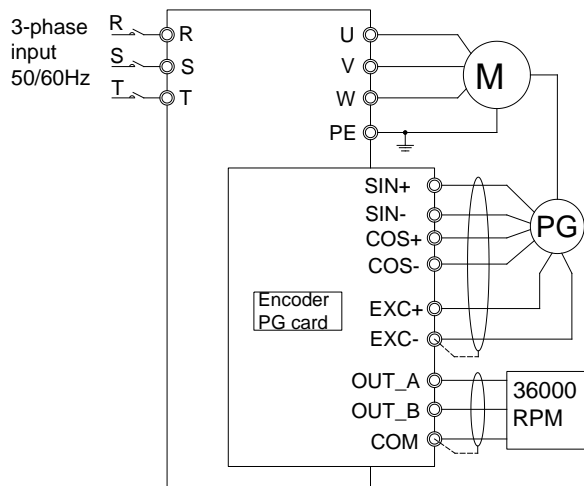 3-phase
input
50/60Hz
R
S
T
R
S
T
U
V
W
PE
M
SIN+
SIN-
COS+
COS-
EXC+
EXC-
PG
Encoder
PG card
OUT_A
OUT_B
COM
36000
RPM